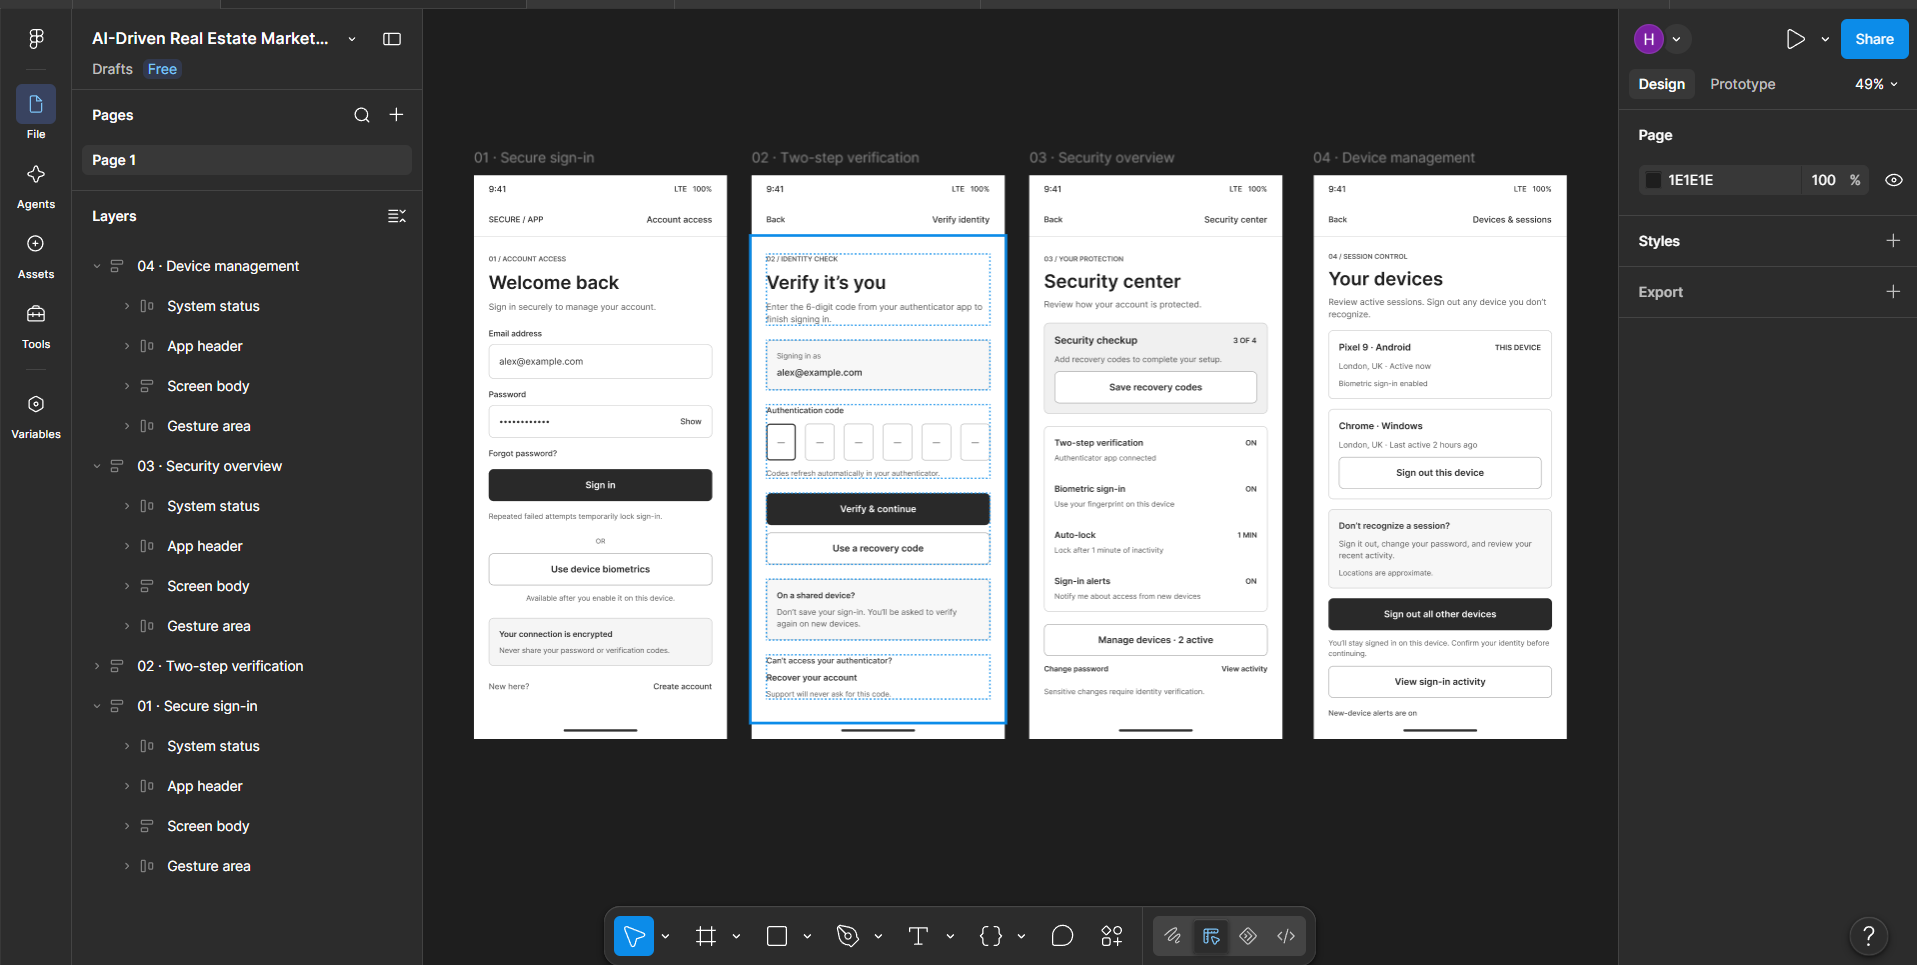 AI-Driven Real Estate Market...
Drafts Free
File
Agents
Assets
Tools
Variables
Pages
Page 1
Layers
04 · Device management
System status
App header
Screen body
Gesture area
03 · Security overview
System status
App header
Screen body
Gesture area
02 · Two-step verification
01 · Secure sign-in
System status
App header
Screen body
Gesture area
01 · Secure sign-in
9:41 LTE 100%
SECURE / APP Account access
01 / ACCOUNT ACCESS
Welcome back
Sign in securely to manage your account.
Email address
alex@example.com
Password
•••••••••••• Show
Forgot password?
Sign in
Repeated failed attempts temporarily lock sign-in.
OR
Use device biometrics
Available after you enable it on this device.
Your connection is encrypted
Never share your password or verification codes.
New here? Create account
02 · Two-step verification
9:41 LTE 100%
Back Verify identity
02 / IDENTITY CHECK
Verify it’s you
Enter the 6-digit code from your authenticator app to
finish signing in.
Signing in as
alex@example.com
Authentication code
– – – – – –
Codes refresh automatically in your authenticator.
Verify & continue
Use a recovery code
On a shared device?
Don’t save your sign-in. You’ll be asked to verify
again on new devices.
Can’t access your authenticator?
Recover your account
Support will never ask for this code.
03 · Security overview
9:41 LTE 100%
Back Security center
03 / YOUR PROTECTION
Security center
Review how your account is protected.
Security checkup 3 OF 4
Add recovery codes to complete your setup.
Save recovery codes
Two-step verification ON
Authenticator app connected
Biometric sign-in ON
Use your fingerprint on this device
Auto-lock 1 MIN
Lock after 1 minute of inactivity
Sign-in alerts ON
Notify me about access from new devices
Manage devices · 2 active
Change password View activity
Sensitive changes require identity verification.
04 · Device management
9:41 LTE 100%
Back Devices & sessions
04 / SESSION CONTROL
Your devices
Review active sessions. Sign out any device you don’t
recognize.
Pixel 9 · Android THIS DEVICE
London, UK · Active now
Biometric sign-in enabled
Chrome · Windows
London, UK · Last active 2 hours ago
Sign out this device
Don’t recognize a session?
Sign it out, change your password, and review your
recent activity.
Locations are approximate.
Sign out all other devices
You’ll stay signed in on this device. Confirm your identity before
continuing.
View sign-in activity
New-device alerts are on
H
Share
Design Prototype 49%
Page
1E1E1E 100 %
Styles
Export
?